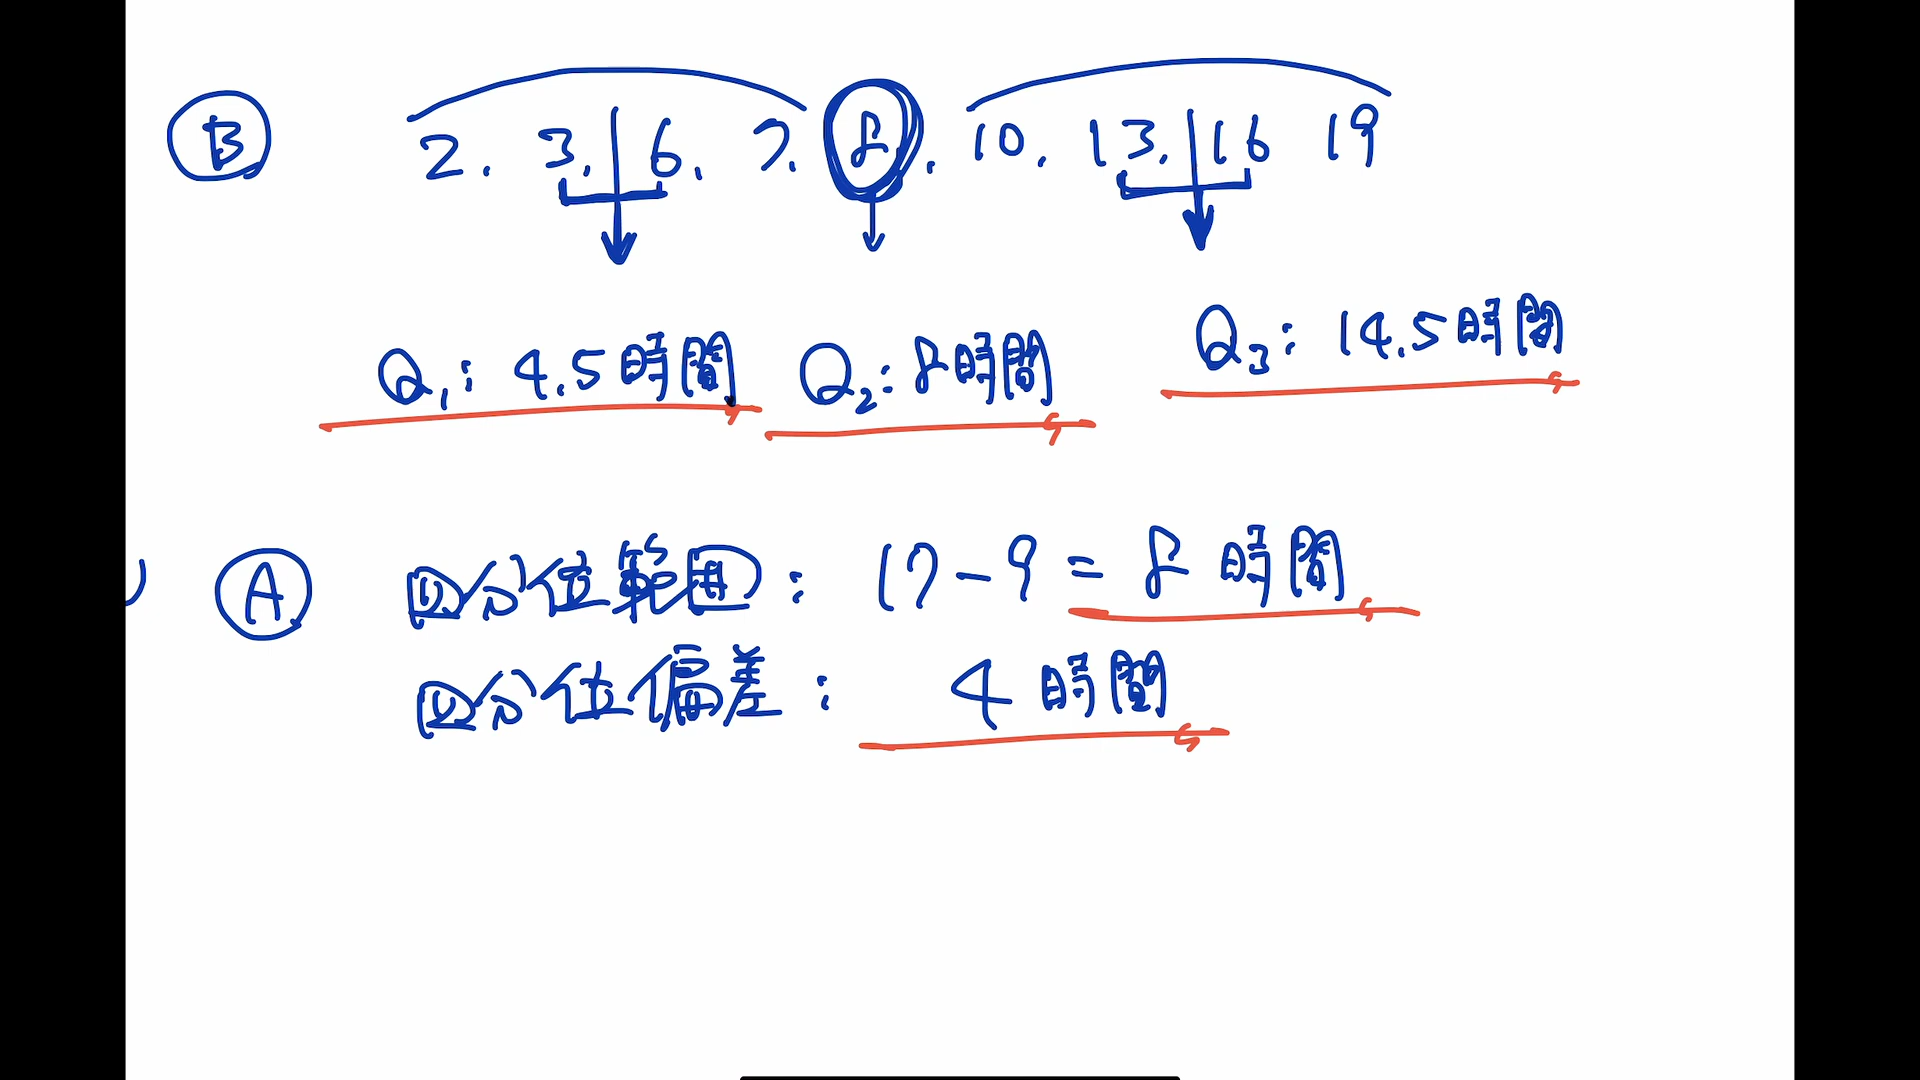 B 2. 3. 6. 7. 8. 10. 13. 16 19
Q1: 4.5時間 Q2: 8時間 Q3: 14.5時間
) A 四分位範囲: 17-9=8時間
四分位偏差: 4時間